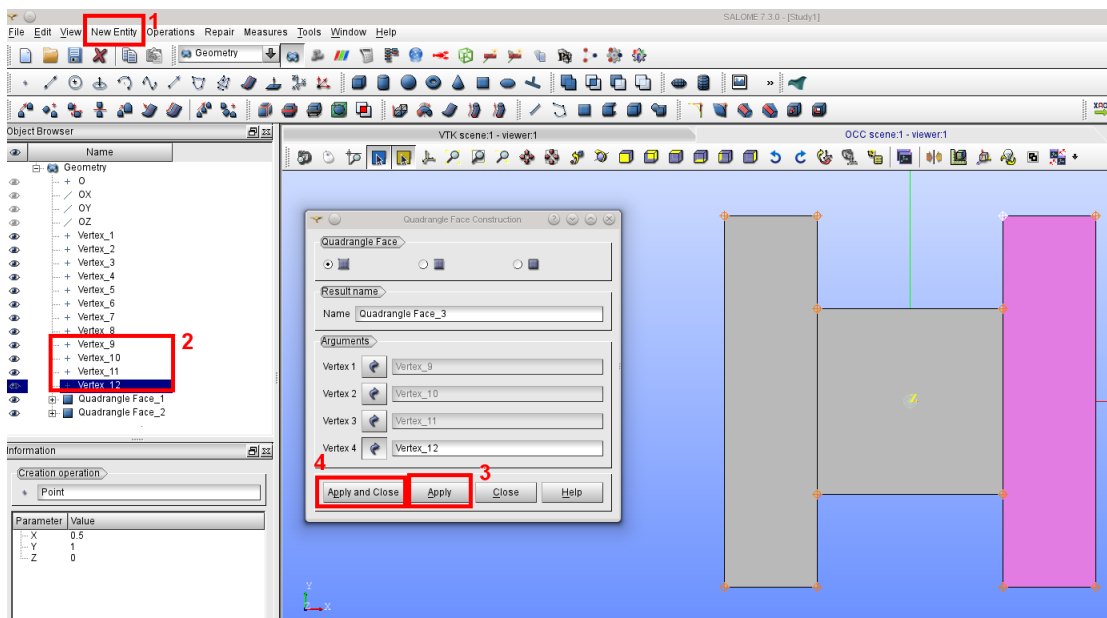 SALOME 7.3.0 - [Study1]
1
File Edit View New Entity Operations Repair Measures Tools Window Help
Geometry
Object Browser
VTK scene:1 - viewer:1 OCC scene:1 - viewer:1
Name
Geometry
O
OX
OY
OZ
Vertex_1
Vertex_2
Vertex_3
Vertex_4
Vertex_5
Vertex_6
Vertex_7
Vertex_8
Vertex_9
2
Vertex_10
Vertex_11
Vertex_12
Quadrangle Face_1
Quadrangle Face_2
Information
Creation operation
Point
Parameter Value
X 0.5
Y 1
Z 0
Quadrangle Face Construction
Quadrangle Face
Result name
Name Quadrangle Face_3
Arguments
Vertex 1 Vertex_9
Vertex 2 Vertex_10
Vertex 3 Vertex_11
Vertex 4 Vertex_12
4 3
Apply and Close Apply Close Help
Y
Z X